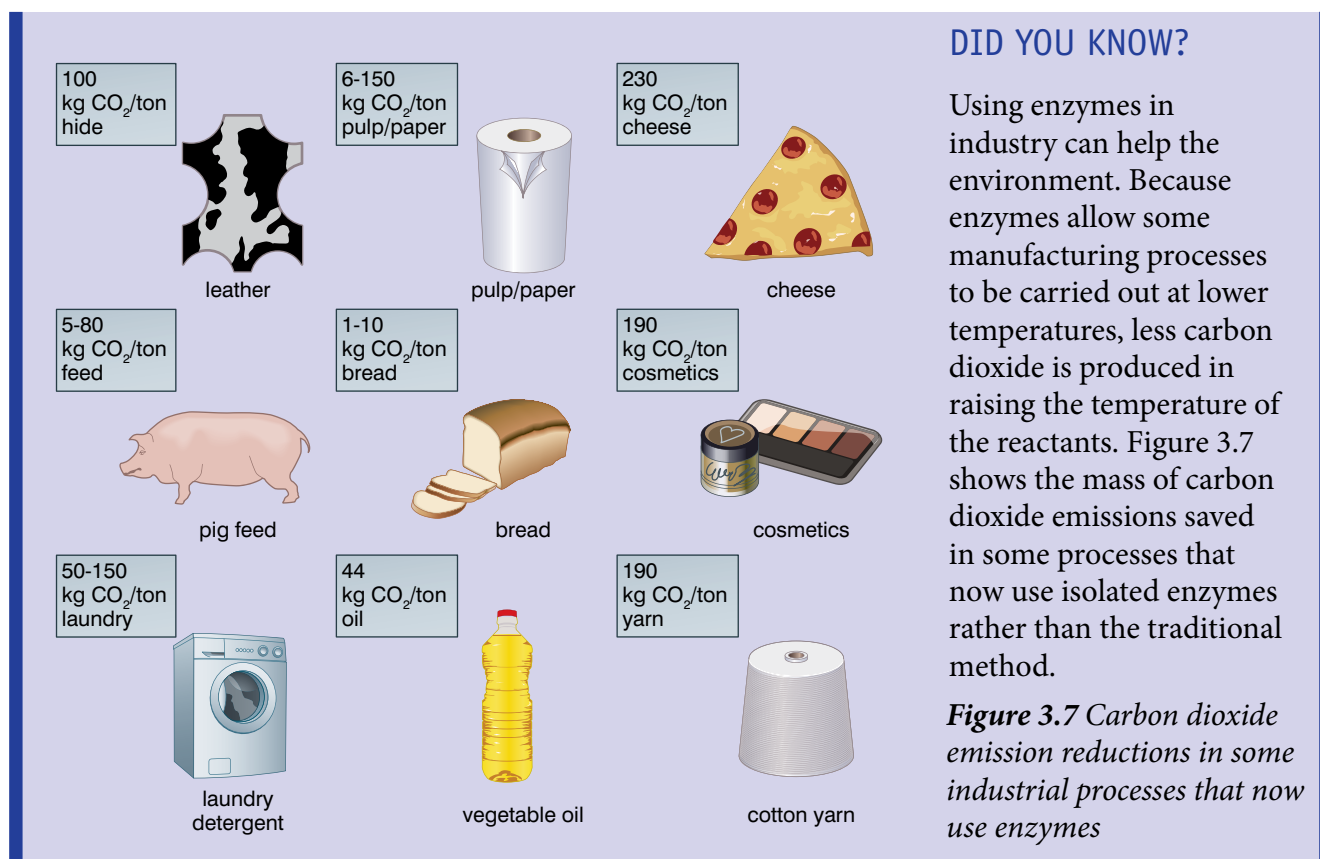 100
kg CO₂/ton
hide
leather
6-150
kg CO₂/ton
pulp/paper
pulp/paper
230
kg CO₂/ton
cheese
cheese
5-80
kg CO₂/ton
feed
pig feed
1-10
kg CO₂/ton
bread
bread
190
kg CO₂/ton
cosmetics
cosmetics
50-150
kg CO₂/ton
laundry
laundry
detergent
44
kg CO₂/ton
oil
vegetable oil
190
kg CO₂/ton
yarn
cotton yarn
DID YOU KNOW?
Using enzymes in
industry can help the
environment. Because
enzymes allow some
manufacturing processes
to be carried out at lower
temperatures, less carbon
dioxide is produced in
raising the temperature of
the reactants. Figure 3.7
shows the mass of carbon
dioxide emissions saved
in some processes that
now use isolated enzymes
rather than the traditional
method.
Figure 3.7 Carbon dioxide
emission reductions in some
industrial processes that now
use enzymes